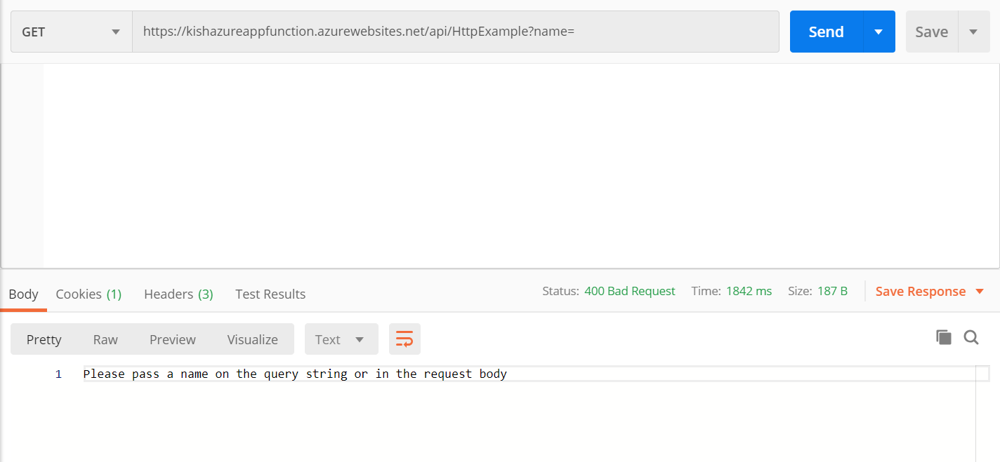 GET https://kishazureappfunction.azurewebsites.net/api/HttpExample?name= Send Save
Body Cookies (1) Headers (3) Test Results Status: 400 Bad Request Time: 1842 ms Size: 187 B Save Response
Pretty Raw Preview Visualize Text
1 Please pass a name on the query string or in the request body